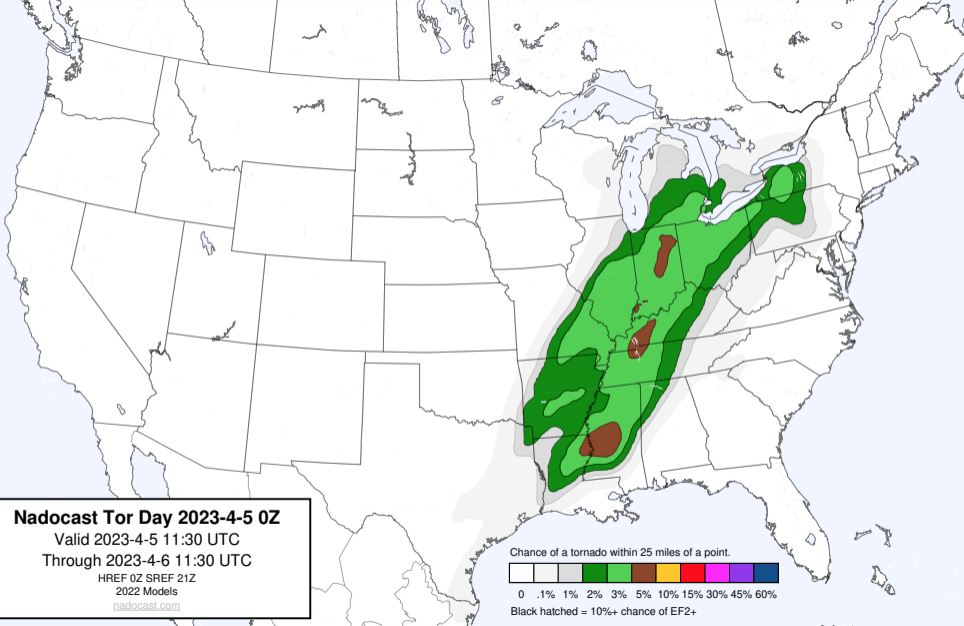 Nadocast Tor Day 2023-4-5 0Z
Valid 2023-4-5 11:30 UTC
Through 2023-4-6 11:30 UTC
HREF 0Z SREF 21Z
2022 Models
nadocast.com
Chance of a tornado within 25 miles of a point.
0 .1% 1% 2% 3% 5% 10% 15% 30% 45% 60%
Black hatched = 10%+ chance of EF2+